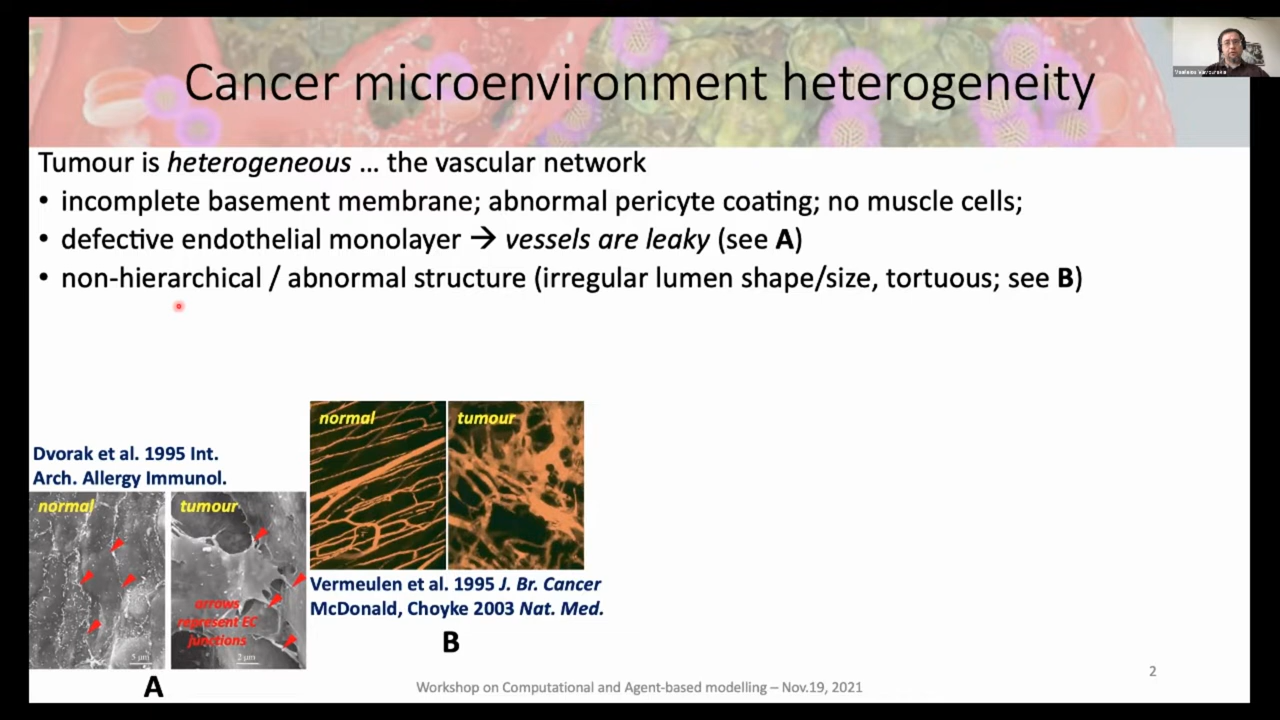 Cancer microenvironment heterogeneity
Tumour is heterogeneous ... the vascular network
• incomplete basement membrane; abnormal pericyte coating; no muscle cells;
• defective endothelial monolayer → vessels are leaky (see A)
• non-hierarchical / abnormal structure (irregular lumen shape/size, tortuous; see B)
Dvorak et al. 1995 Int.
Arch. Allergy Immunol.
normal
tumour
arrows
represent EC
junctions
5 μm
2 μm
A
normal
tumour
Vermeulen et al. 1995 J. Br. Cancer
McDonald, Choyke 2003 Nat. Med.
B
Workshop on Computational and Agent-based modelling – Nov.19, 2021
2